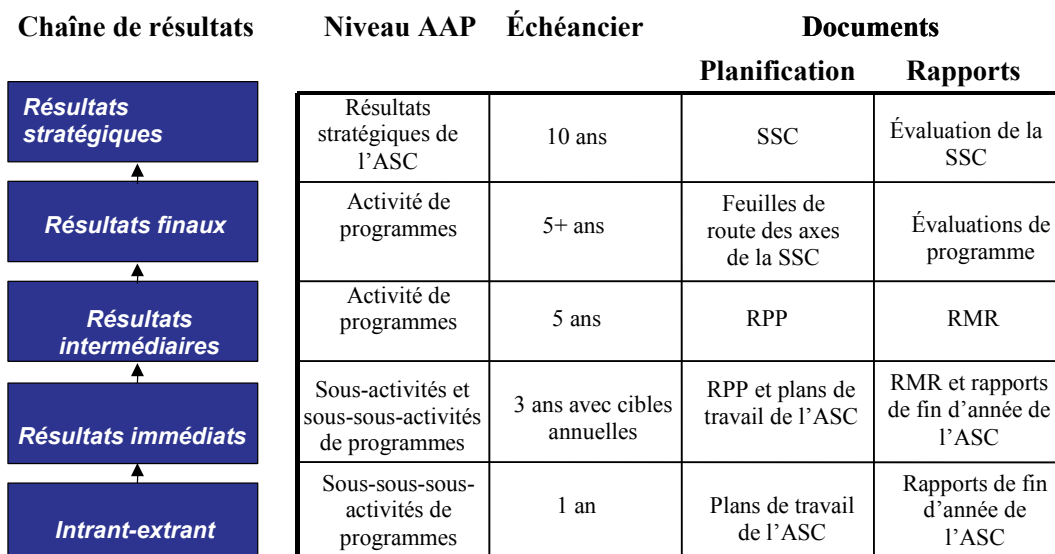 Chaîne de résultats Niveau AAP Échéancier Documents
Planification Rapports
Résultats
stratégiques
Résultats
stratégiques de
l'ASC
10 ans
SSC
Évaluation de la
SSC
Résultats finaux
Activité de
programmes
5+ ans
Feuilles de
route des axes
de la SSC
Évaluations de
programme
Résultats
intermédiaires
Activité de
programmes
5 ans
RPP
RMR
Résultats immédiats
Sous-activités et
sous-sous-activités
de programmes
3 ans avec cibles
annuelles
RPP et plans de
travail de l'ASC
RMR et rapports
de fin d'année de
l'ASC
Intrant-extrant
Sous-sous-sous-
activités de
programmes
1 an
Plans de travail
de l'ASC
Rapports de fin
d'année de
l'ASC